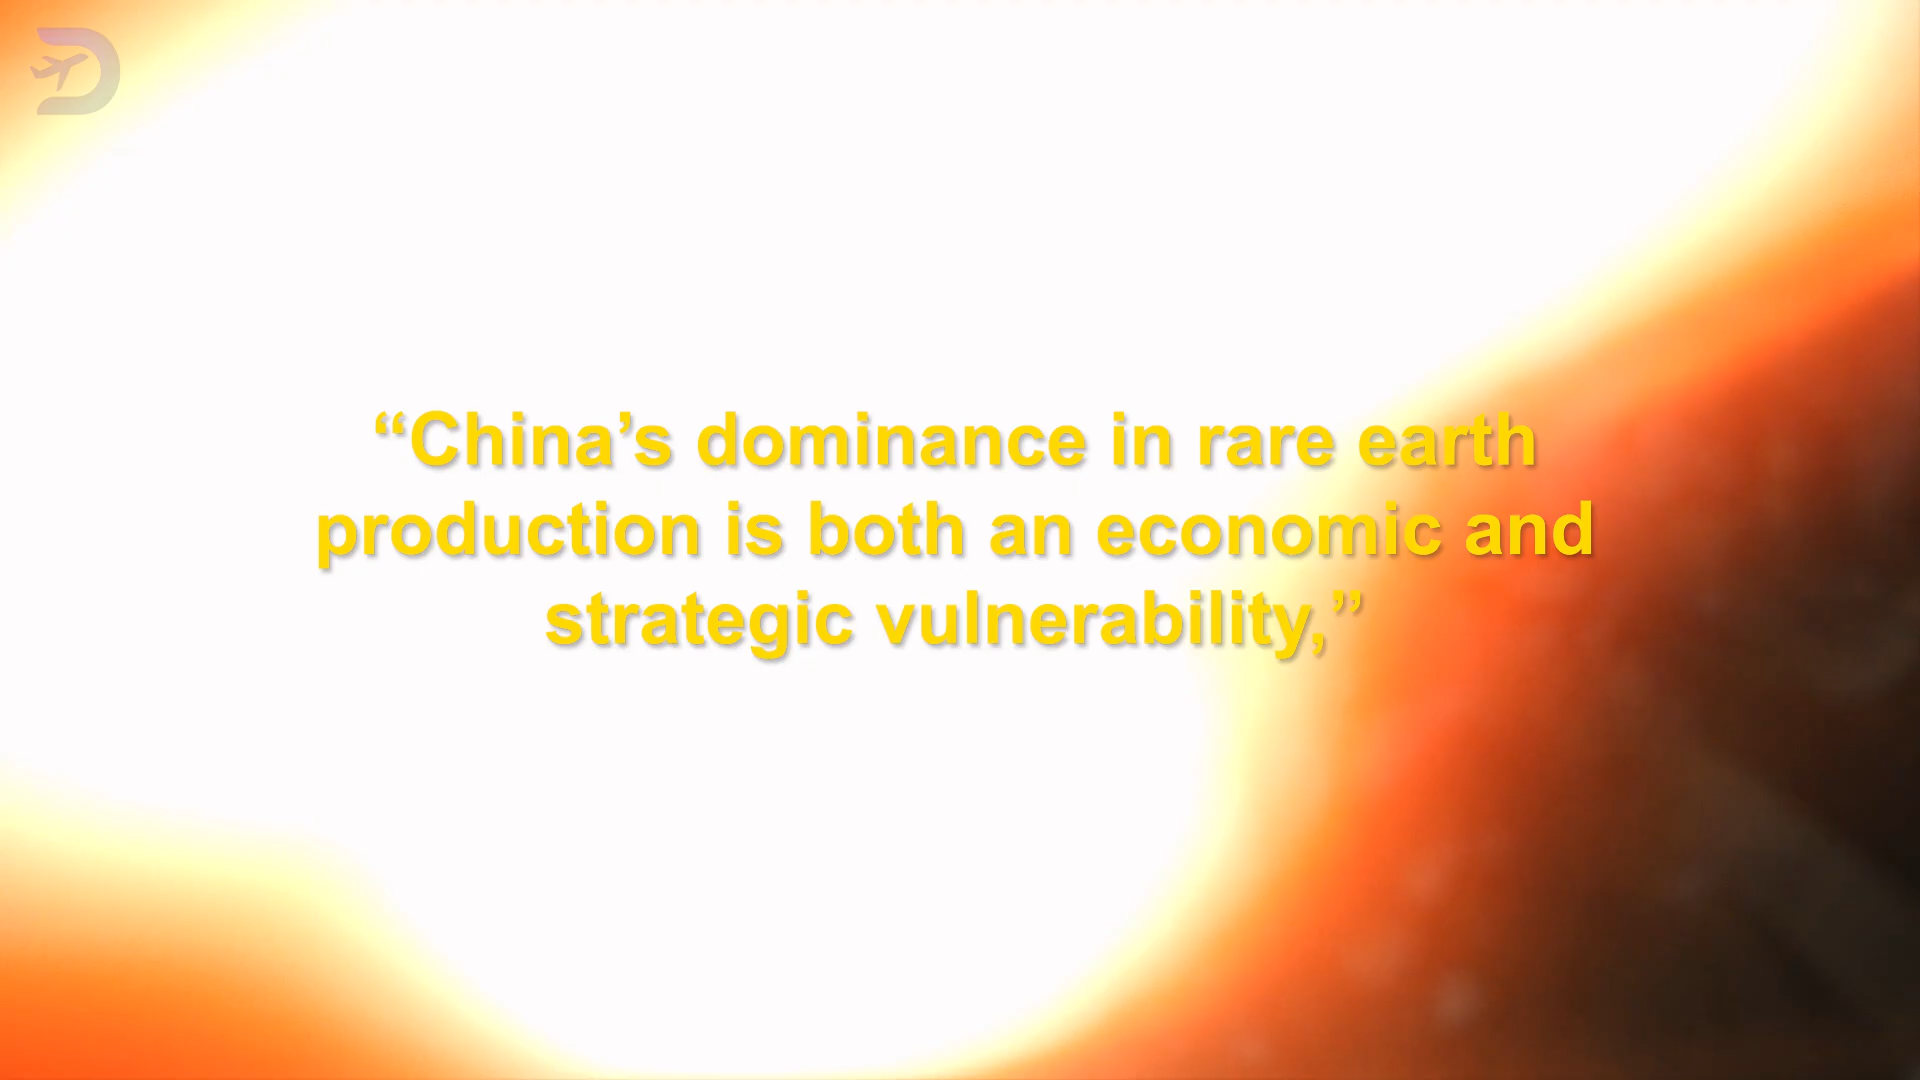 “China’s dominance in rare earth
production is both an economic and
strategic vulnerability,”